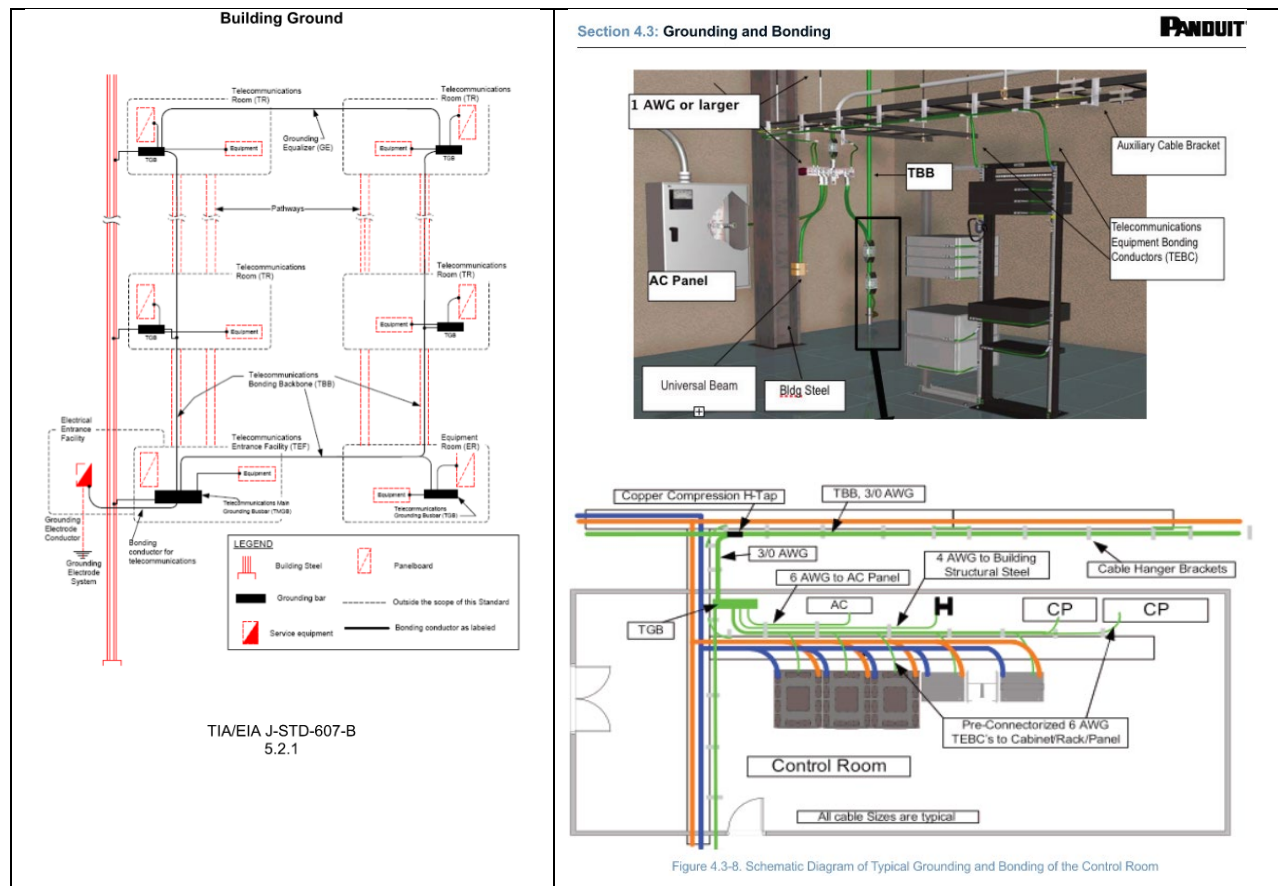 Building Ground
Telecommunications
Room (TR)
Telecommunications
Room (TR)
Grounding
Equalizer (GE)
Equipment
TGB
Equipment
TGB
Pathways
Telecommunications
Room (TR)
Telecommunications
Room (TR)
Equipment
TGB
Equipment
TGB
Telecommunications
Bonding Backbone (TBB)
Electrical
Entrance
Facility
Telecommunications
Entrance Facility (TEF)
Equipment
Room (ER)
Equipment
Telecommunications Main
Grounding Busbar (TMGB)
Equipment
Telecommunications
Grounding Busbar (TGB)
Grounding
Electrode
Conductor
Bonding
conductor for
telecommunications
Grounding
Electrode
System
LEGEND
Building Steel
Panelboard
Grounding bar
Outside the scope of this Standard
Service equipment
Bonding conductor as labeled
TIA/EIA J-STD-607-B
5.2.1
Section 4.3: Grounding and Bonding
PANDUIT
1 AWG or larger
Auxiliary Cable Bracket
TBB
Telecommunications
Equipment Bonding
Conductors (TEBC)
AC Panel
Universal Beam
Bldg Steel
Copper Compression H-Tap
TBB, 3/0 AWG
3/0 AWG
4 AWG to Building
Structural Steel
Cable Hanger Brackets
6 AWG to AC Panel
AC
H
CP
CP
TGB
Pre-Connectorized 6 AWG
TEBC's to Cabinet/Rack/Panel
Control Room
All cable Sizes are typical
Figure 4.3-8. Schematic Diagram of Typical Grounding and Bonding of the Control Room